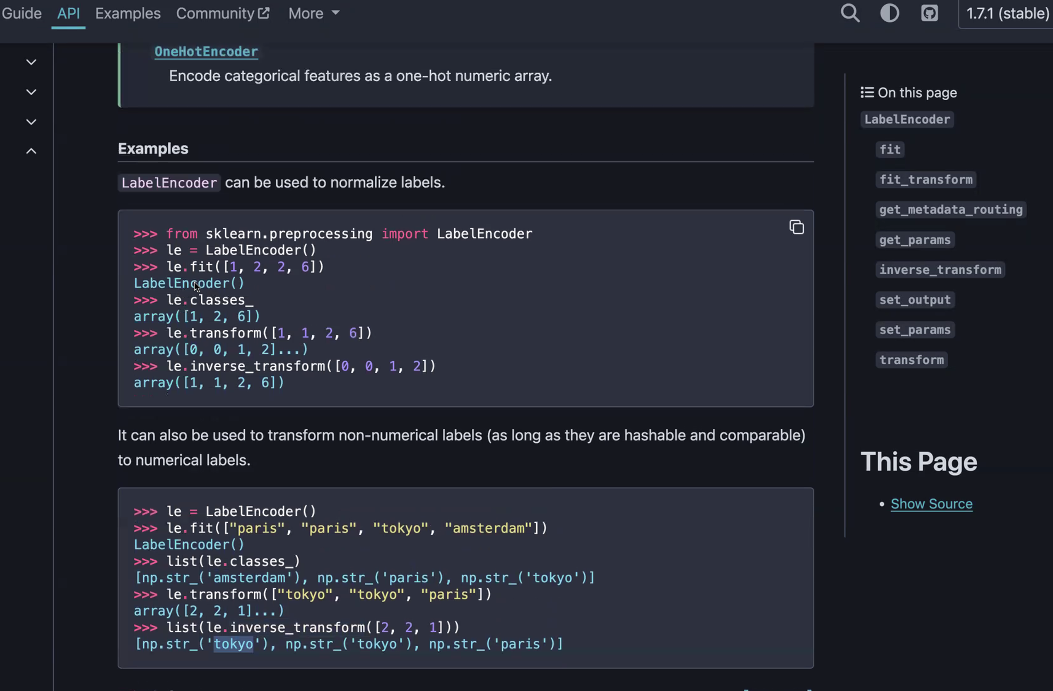 Guide API Examples Community More 1.7.1 (stable)
OneHotEncoder
Encode categorical features as a one-hot numeric array.
Examples
LabelEncoder can be used to normalize labels.
>>> from sklearn.preprocessing import LabelEncoder
>>> le = LabelEncoder()
>>> le.fit([1, 2, 2, 6])
LabelEncoder()
>>> le.classes_
array([1, 2, 6])
>>> le.transform([1, 1, 2, 6])
array([0, 0, 1, 2]...)
>>> le.inverse_transform([0, 0, 1, 2])
array([1, 1, 2, 6])
It can also be used to transform non-numerical labels (as long as they are hashable and comparable)
to numerical labels.
>>> le = LabelEncoder()
>>> le.fit(["paris", "paris", "tokyo", "amsterdam"])
LabelEncoder()
>>> list(le.classes_)
[np.str_('amsterdam'), np.str_('paris'), np.str_('tokyo')]
>>> le.transform(["tokyo", "tokyo", "paris"])
array([2, 2, 1]...)
>>> list(le.inverse_transform([2, 2, 1]))
[np.str_('tokyo'), np.str_('tokyo'), np.str_('paris')]
On this page
LabelEncoder
fit
fit_transform
get_metadata_routing
get_params
inverse_transform
set_output
set_params
transform
This Page
• Show Source